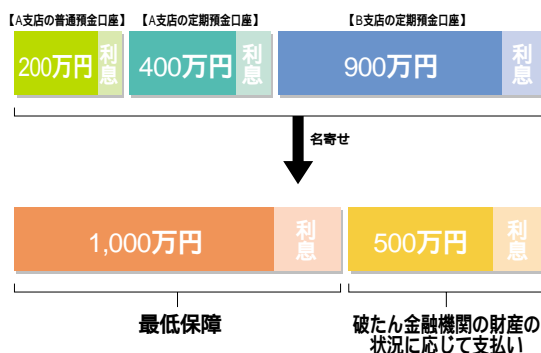 【A支店の普通預金口座】 【A支店の定期預金口座】 【B支店の定期預金口座】
200万円 利息 400万円 利息 900万円 利息
名寄せ
1,000万円 利息 500万円 利息
最低保障
破たん金融機関の財産の
状況に応じて支払い